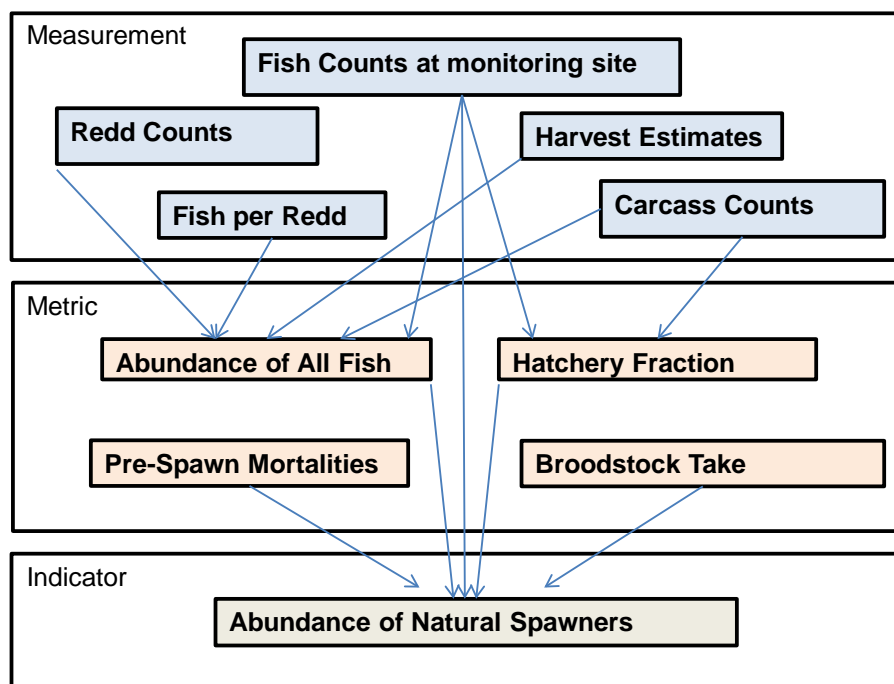 Measurement
Fish Counts at monitoring site
Redd Counts
Harvest Estimates
Fish per Redd
Carcass Counts
Metric
Abundance of All Fish
Hatchery Fraction
Pre-Spawn Mortalities
Broodstock Take
Indicator
Abundance of Natural Spawners